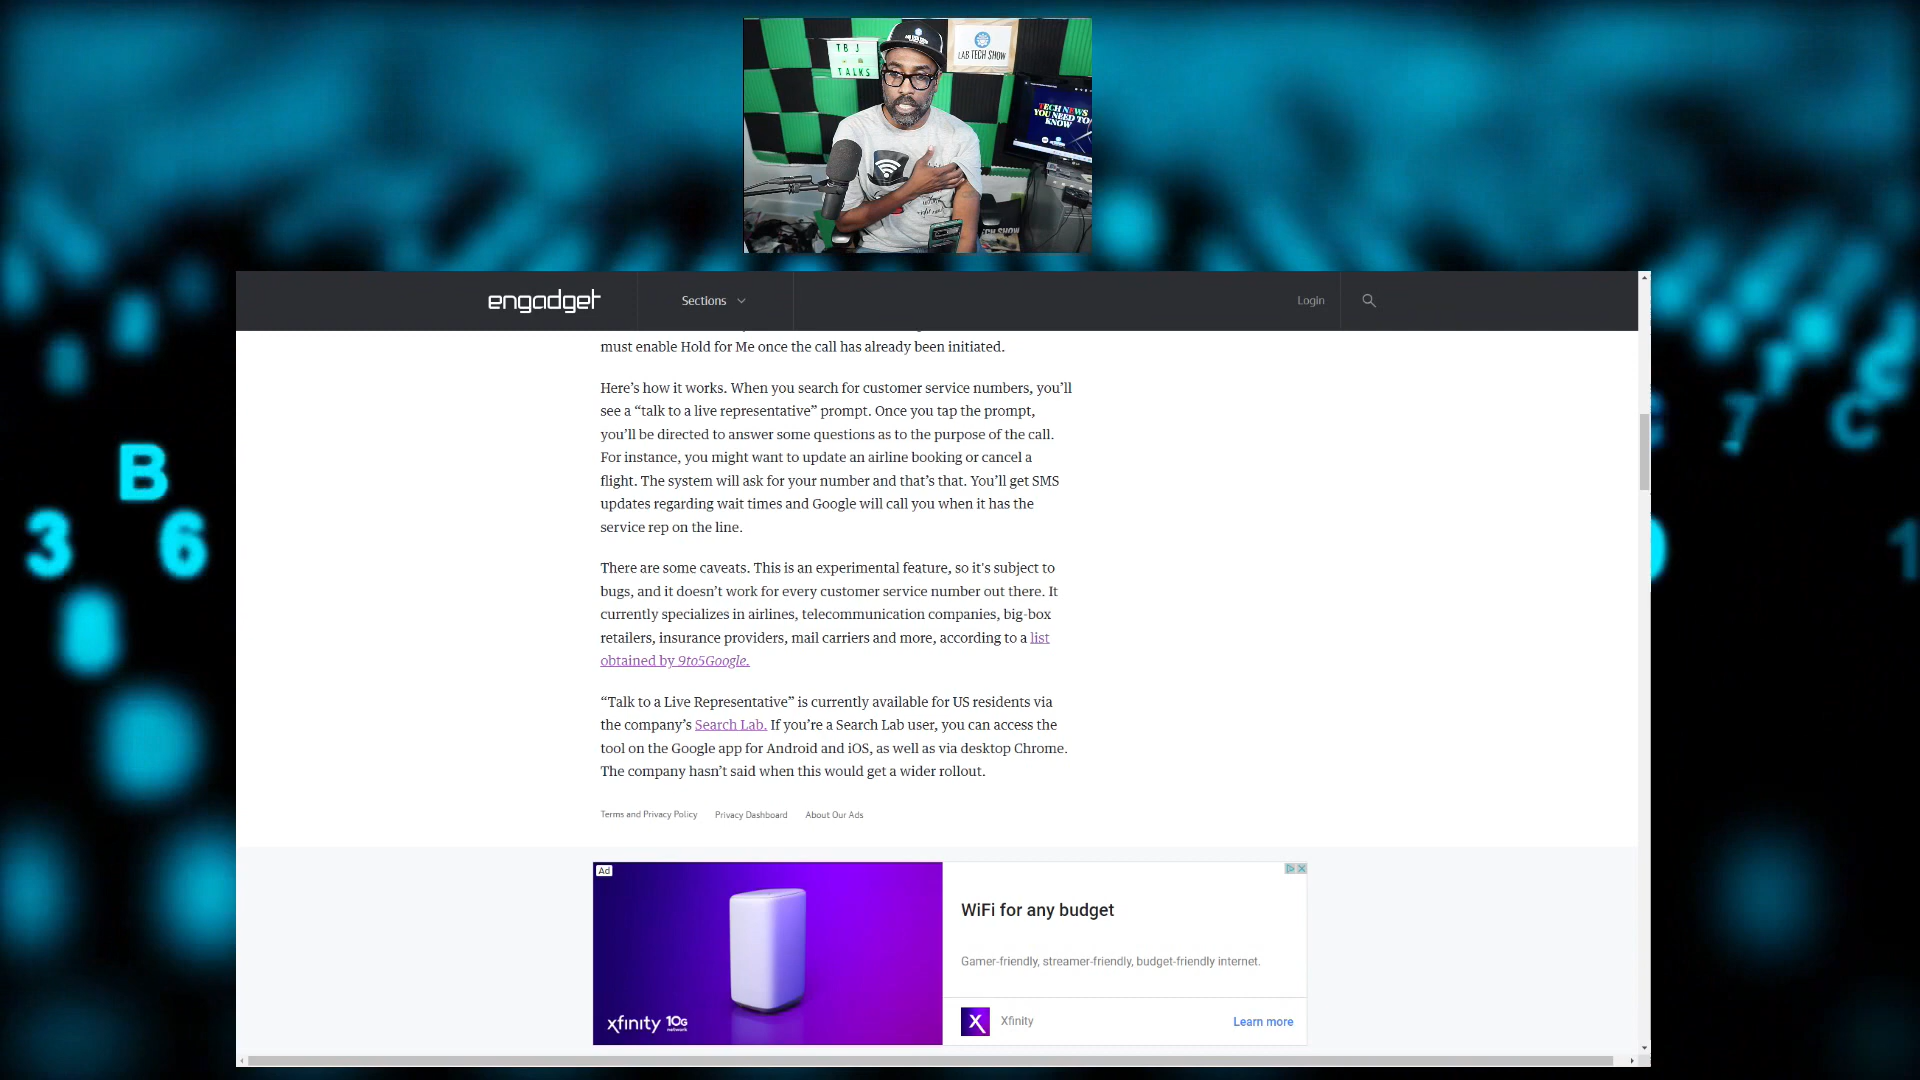 TBJ
TALKS
LAB TECH SHOW
TECH NEWS
YOU NEED TO
KNOW
engadget
Sections
Login
must enable Hold for Me once the call has already been initiated.
Here’s how it works. When you search for customer service numbers, you’ll
see a “talk to a live representative” prompt. Once you tap the prompt,
you’ll be directed to answer some questions as to the purpose of the call.
For instance, you might want to update an airline booking or cancel a
flight. The system will ask for your number and that’s that. You’ll get SMS
updates regarding wait times and Google will call you when it has the
service rep on the line.
There are some caveats. This is an experimental feature, so it's subject to
bugs, and it doesn’t work for every customer service number out there. It
currently specializes in airlines, telecommunication companies, big-box
retailers, insurance providers, mail carriers and more, according to a list
obtained by 9to5Google.
“Talk to a Live Representative” is currently available for US residents via
the company’s Search Lab. If you’re a Search Lab user, you can access the
tool on the Google app for Android and iOS, as well as via desktop Chrome.
The company hasn’t said when this would get a wider rollout.
Terms and Privacy Policy Privacy Dashboard About Our Ads
Ad
WiFi for any budget
Gamer-friendly, streamer-friendly, budget-friendly internet.
xfinity 10G
network
X Xfinity Learn more
B
3 6
7 C
1